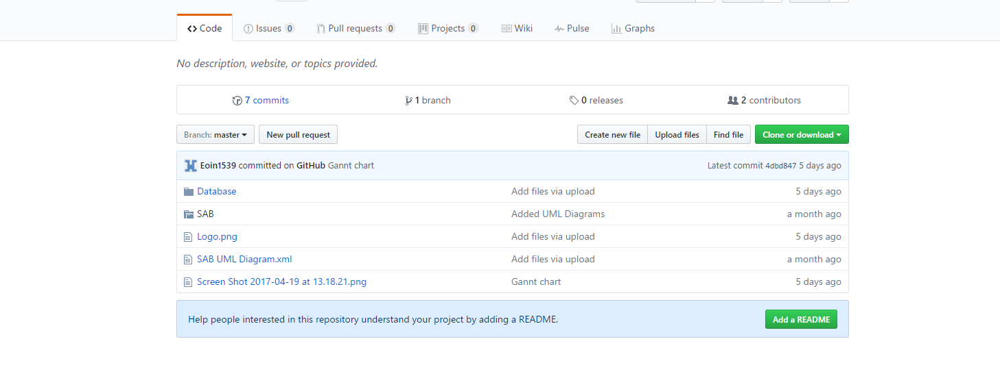 Code Issues 0 Pull requests 0 Projects 0 Wiki Pulse Graphs
No description, website, or topics provided.
7 commits 1 branch 0 releases 2 contributors
Branch: master New pull request Create new file Upload files Find file Clone or download
Eoin1539 committed on GitHub Gannt chart Latest commit 4dbd847 5 days ago
Database Add files via upload 5 days ago
SAB Added UML Diagrams a month ago
Logo.png Add files via upload 5 days ago
SAB UML Diagram.xml Add files via upload a month ago
Screen Shot 2017-04-19 at 13.18.21.png Gannt chart 5 days ago
Help people interested in this repository understand your project by adding a README. Add a README